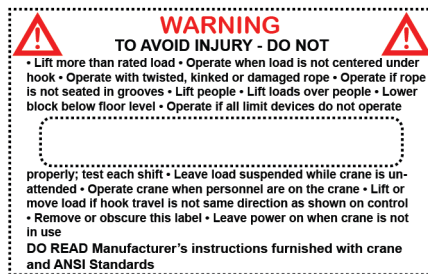 WARNING
TO AVOID INJURY - DO NOT
• Lift more than rated load • Operate when load is not centered under
hook • Operate with twisted, kinked or damaged rope • Operate if rope
is not seated in grooves • Lift people • Lift loads over people • Lower
block below floor level • Operate if all limit devices do not operate
properly; test each shift • Leave load suspended while crane is un-
attended • Operate crane when personnel are on the crane • Lift or
move load if hook travel is not same direction as shown on control
• Remove or obscure this label • Leave power on when crane is not
in use
DO READ Manufacturer's instructions furnished with crane
and ANSI Standards